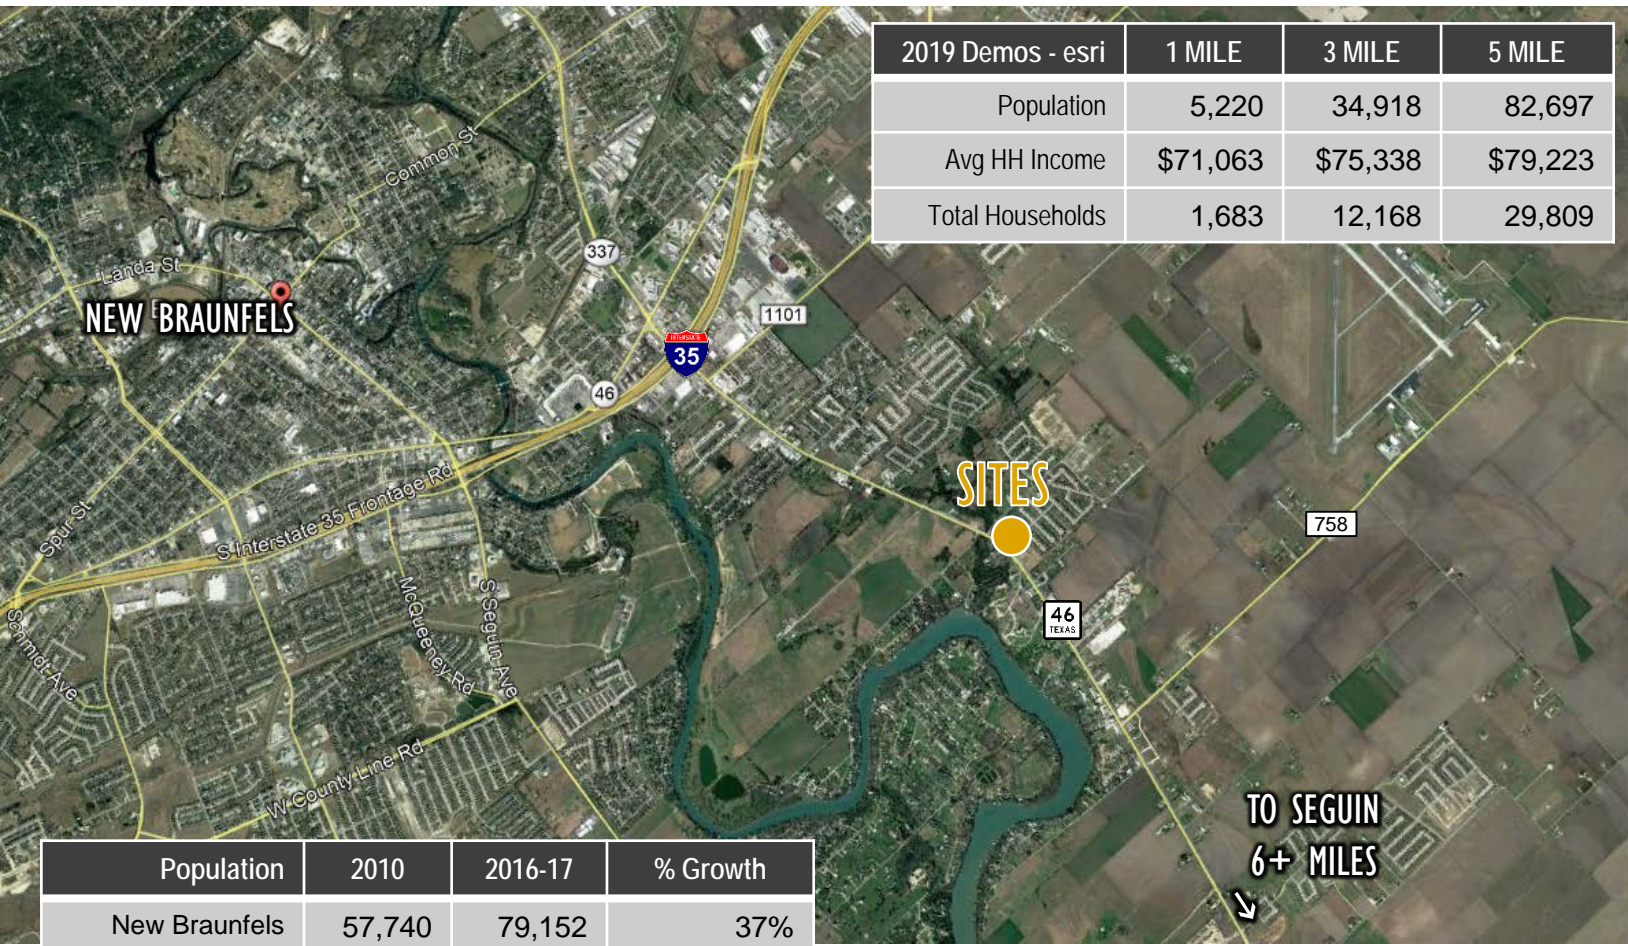 2019 Demos - esri 1 MILE 3 MILE 5 MILE
Population 5,220 34,918 82,697
Avg HH Income $71,063 $75,338 $79,223
Total Households 1,683 12,168 29,809
Common St
337
Landa St
NEW BRAUNFELS
1101
INTERSTATE
35
46
SITES
S Interstate 35 Frontage Rd
Spur St
758
Schmidt Ave
McQueeney Rd
S Seguin Ave
46
TEXAS
W County Line Rd
TO SEGUIN
6+ MILES
Population 2010 2016-17 % Growth
New Braunfels 57,740 79,152 37%